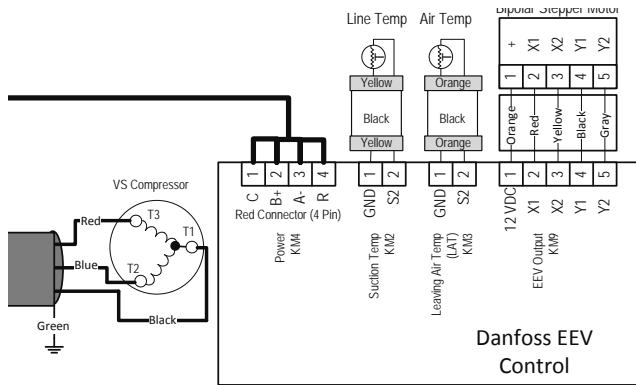 Bipolar Stepper Motor
Line Temp
Air Temp
+ X1 X2 Y1 Y2
1 2 3 4 5
Yellow
Orange
Black
Black
Orange Red Yellow Black Gray
Yellow
Orange
1 2 3 4
1 2
1 2
1 2 3 4 5
C B+ A- R
GND S2
GND S2
12 VDC X1 X2 Y1 Y2
Red Connector (4 Pin)
Power
KM4
Suction Temp
KM2
Leaving Air Temp
(LAT)
KM3
EEV Output
KM9
VS Compressor
Red
T3
T1
Blue
T2
Black
Green
Danfoss EEV
Control